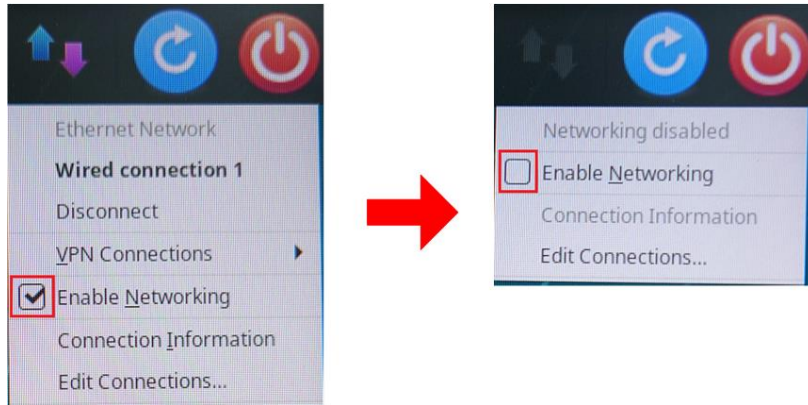 Ethernet Network
Wired connection 1
Disconnect
VPN Connections
Enable Networking
Connection Information
Edit Connections...
Networking disabled
Enable Networking
Connection Information
Edit Connections...